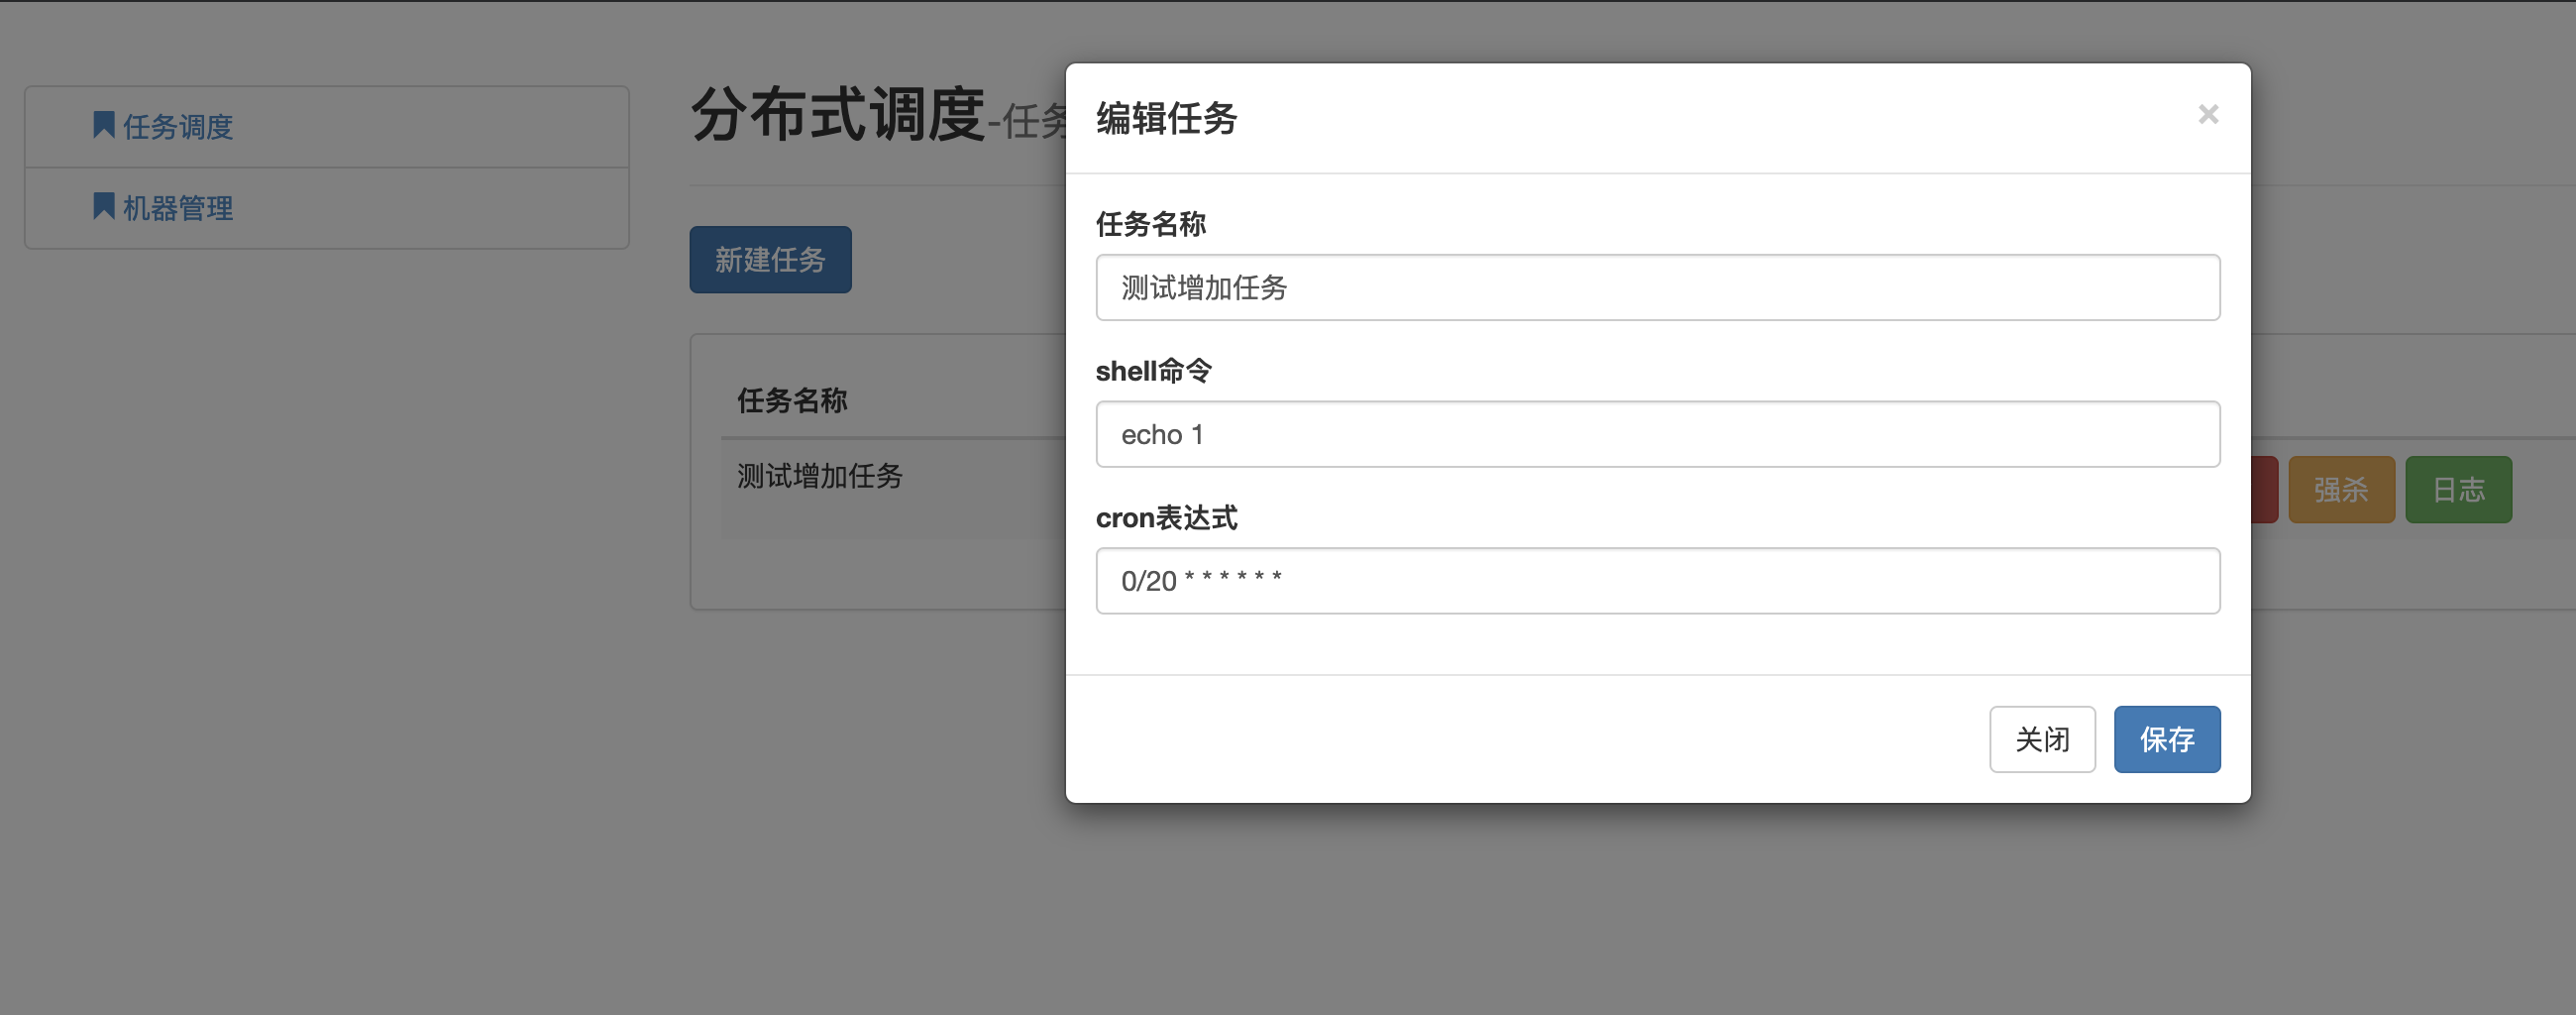 任务调度
机器管理
分布式调度-任务
新建任务
任务名称
测试增加任务
强杀
日志
编辑任务
×
任务名称
测试增加任务
shell命令
echo 1
cron表达式
0/20 * * * * * *
关闭
保存